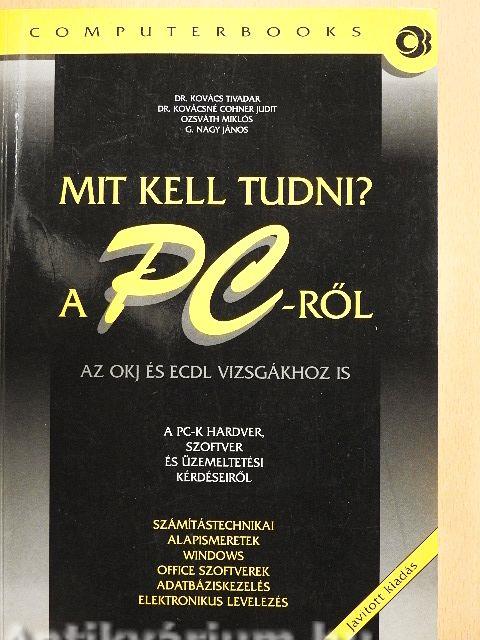 COMPUTERBOOKS
DR. KOVÁCS TIVADAR
DR. KOVÁCSNÉ COHNER JUDIT
OZSVÁTH MIKLÓS
G. NAGY JÁNOS
MIT KELL TUDNI?
A PC-RŐL
AZ OKJ ÉS ECDL VIZSGÁKHOZ IS
A PC-K HARDVER,
SZOFTVER
ÉS ÜZEMELTETÉSI
KÉRDÉSEIRŐL
SZÁMÍTÁSTECHNIKAI
ALAPISMERETEK
WINDOWS
OFFICE SZOFTVEREK
ADATBÁZISKEZELÉS
ELEKTRONIKUS LEVELEZÉS
Javított kiadás